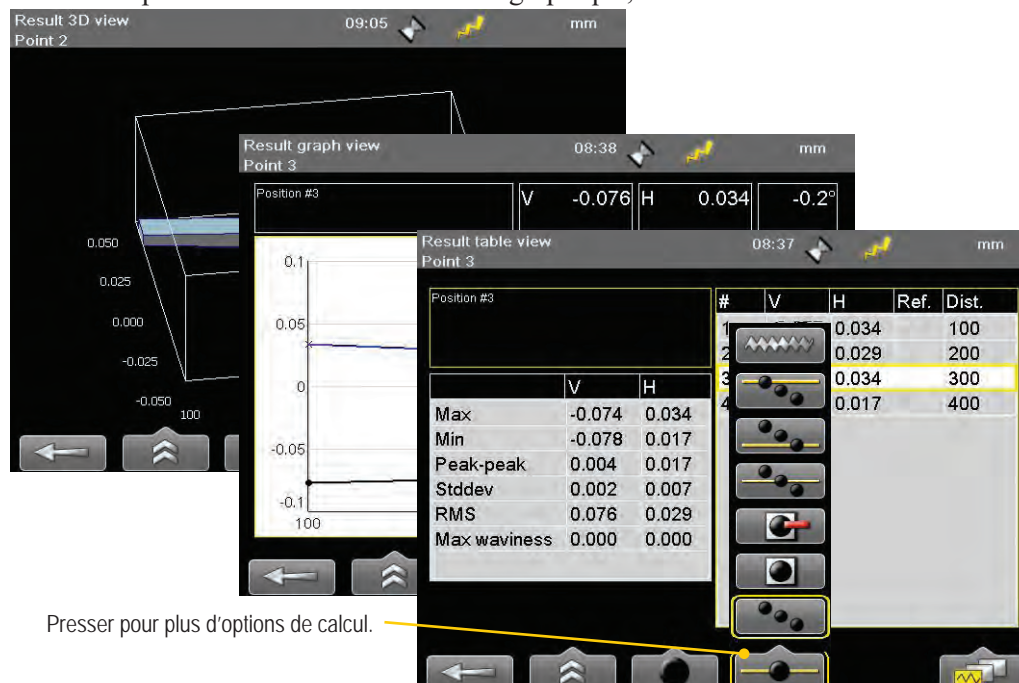 Result 3D view 09:05 mm
Point 2
0.050
0.025
0.000
-0.025
-0.050
100
Result graph view 08:38 mm
Point 3
Position #3 V -0.076 H 0.034 -0.2°
0.1
0.05
0
-0.05
-0.1
100
Result table view 08:37 mm
Point 3
Position #3
# V H Ref. Dist.
1 0.034 100
2 0.029 200
3 0.034 300
4 0.017 400
V H
Max -0.074 0.034
Min -0.078 0.017
Peak-peak 0.004 0.017
Stddev 0.002 0.007
RMS 0.076 0.029
Max waviness 0.000 0.000
Presser pour plus d'options de calcul.